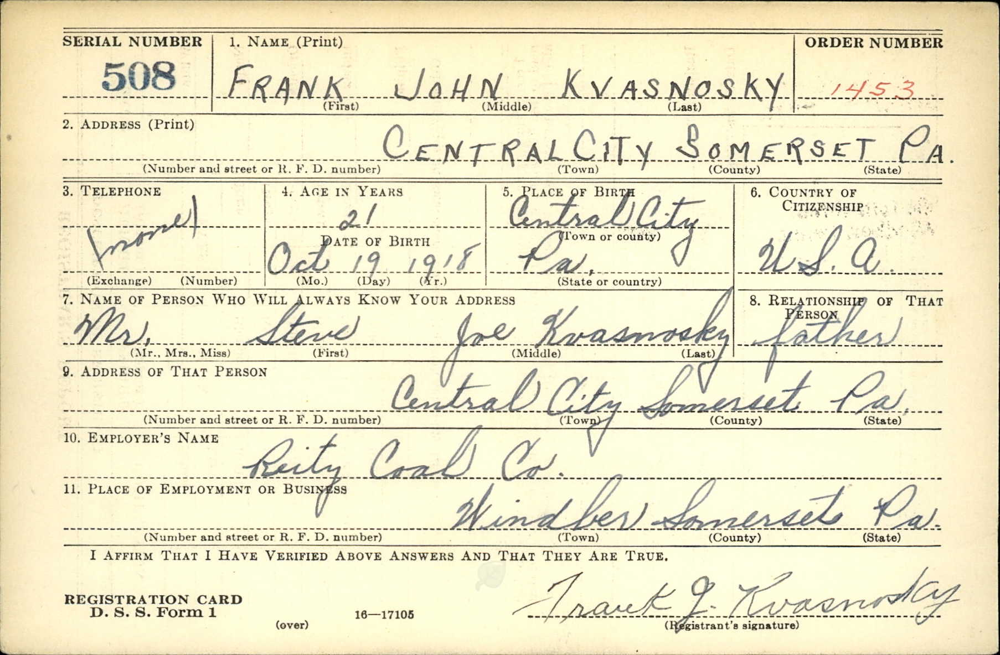 SERIAL NUMBER 1. NAME (Print) ORDER NUMBER
508 FRANK JOHN KVASNOSKY 1453
(First) (Middle) (Last)
2. ADDRESS (Print)
CENTRAL CITY SOMERSET PA.
(Number and street or R. F. D. number) (Town) (County) (State)
3. TELEPHONE 4. AGE IN YEARS 5. PLACE OF BIRTH 6. COUNTRY OF CITIZENSHIP
(none) 21 Central City
DATE OF BIRTH (Town or county)
Oct 19 1918 Pa. U.S.A.
(Exchange) (Number) (Mo.) (Day) (Yr.) (State or country)
7. NAME OF PERSON WHO WILL ALWAYS KNOW YOUR ADDRESS 8. RELATIONSHIP OF THAT PERSON
Mr. Steve Joe Kvasnosky father
(Mr., Mrs., Miss) (First) (Middle) (Last)
9. ADDRESS OF THAT PERSON
Central City Somerset Pa.
(Number and street or R. F. D. number) (Town) (County) (State)
10. EMPLOYER'S NAME
Reity Coal Co.
11. PLACE OF EMPLOYMENT OR BUSINESS
Windber Somerset Pa.
(Number and street or R. F. D. number) (Town) (County) (State)
I AFFIRM THAT I HAVE VERIFIED ABOVE ANSWERS AND THAT THEY ARE TRUE.
REGISTRATION CARD Frank J. Kvasnosky
D. S. S. Form 1 16—17105
(over) (Registrant's signature)